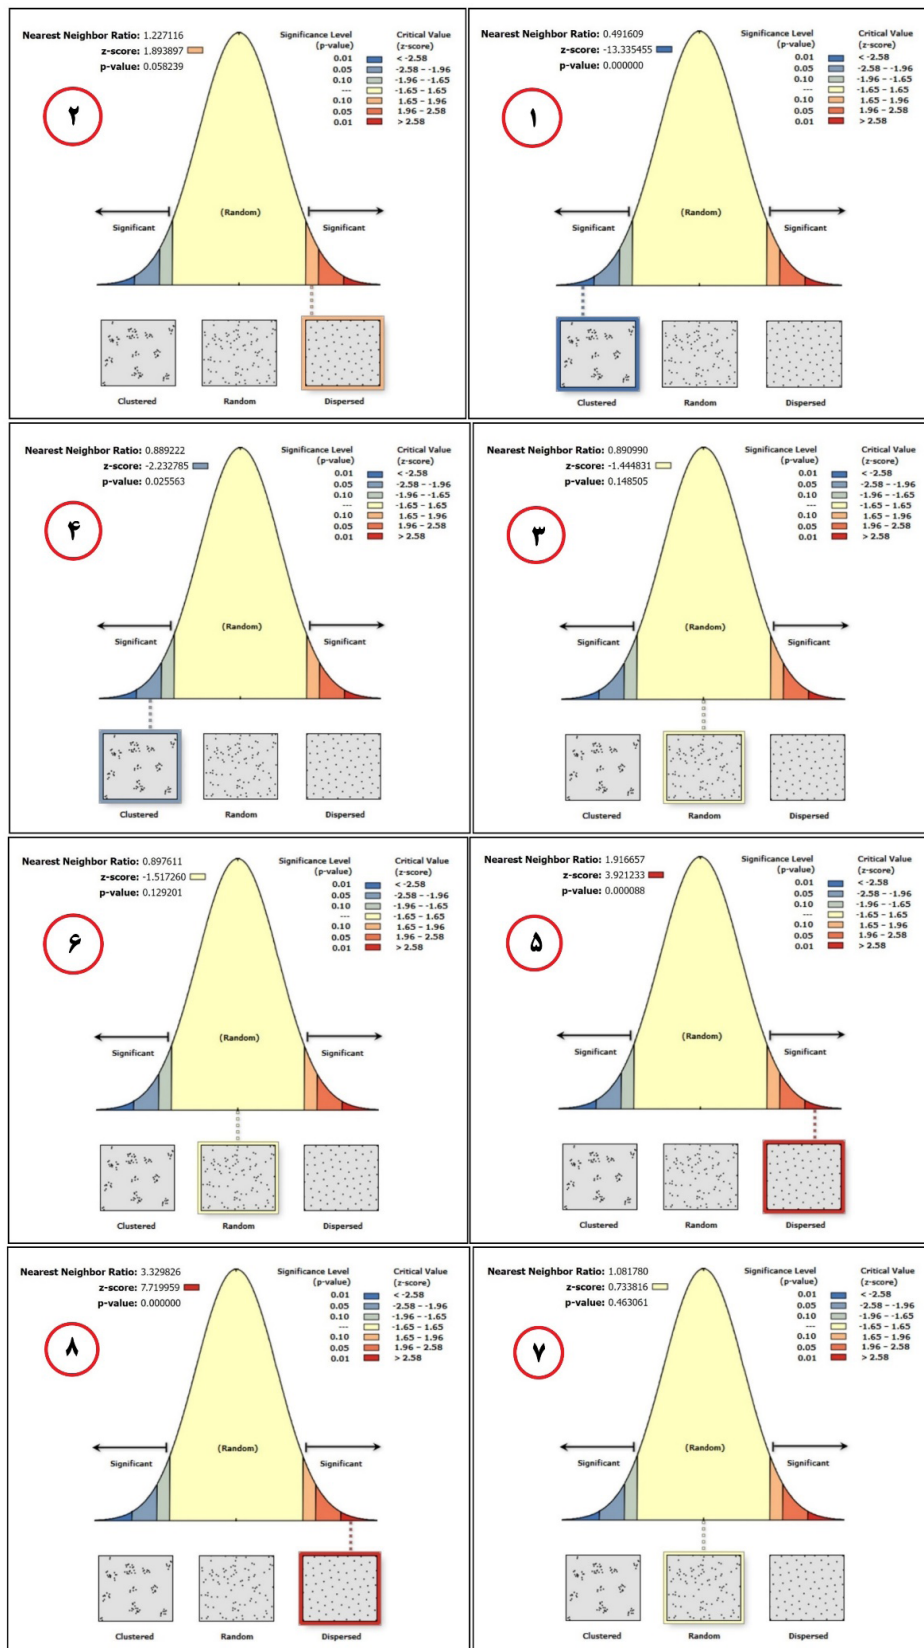 Nearest Neighbor Ratio: 1.227116
z-score: 1.893897
p-value: 0.058239
Significance Level
(p-value)
Critical Value
(z-score)
0.01 < -2.58
0.05 -2.58 - -1.96
0.10 -1.96 - -1.65
--- -1.65 - 1.65
0.10 1.65 - 1.96
0.05 1.96 - 2.58
0.01 > 2.58
۲
Significant
(Random)
Significant
Clustered
Random
Dispersed
Nearest Neighbor Ratio: 0.491609
z-score: -13.335455
p-value: 0.000000
Significance Level
(p-value)
Critical Value
(z-score)
0.01 < -2.58
0.05 -2.58 - -1.96
0.10 -1.96 - -1.65
--- -1.65 - 1.65
0.10 1.65 - 1.96
0.05 1.96 - 2.58
0.01 > 2.58
۱
Significant
(Random)
Significant
Clustered
Random
Dispersed
Nearest Neighbor Ratio: 0.889222
z-score: -2.232785
p-value: 0.025563
Significance Level
(p-value)
Critical Value
(z-score)
0.01 < -2.58
0.05 -2.58 - -1.96
0.10 -1.96 - -1.65
--- -1.65 - 1.65
0.10 1.65 - 1.96
0.05 1.96 - 2.58
0.01 > 2.58
۴
Significant
(Random)
Significant
Clustered
Random
Dispersed
Nearest Neighbor Ratio: 0.890990
z-score: -1.444831
p-value: 0.148505
Significance Level
(p-value)
Critical Value
(z-score)
0.01 < -2.58
0.05 -2.58 - -1.96
0.10 -1.96 - -1.65
--- -1.65 - 1.65
0.10 1.65 - 1.96
0.05 1.96 - 2.58
0.01 > 2.58
۳
Significant
(Random)
Significant
Clustered
Random
Dispersed
Nearest Neighbor Ratio: 0.897611
z-score: -1.517260
p-value: 0.129201
Significance Level
(p-value)
Critical Value
(z-score)
0.01 < -2.58
0.05 -2.58 - -1.96
0.10 -1.96 - -1.65
--- -1.65 - 1.65
0.10 1.65 - 1.96
0.05 1.96 - 2.58
0.01 > 2.58
۶
Significant
(Random)
Significant
Clustered
Random
Dispersed
Nearest Neighbor Ratio: 1.916657
z-score: 3.921233
p-value: 0.000088
Significance Level
(p-value)
Critical Value
(z-score)
0.01 < -2.58
0.05 -2.58 - -1.96
0.10 -1.96 - -1.65
--- -1.65 - 1.65
0.10 1.65 - 1.96
0.05 1.96 - 2.58
0.01 > 2.58
۵
Significant
(Random)
Significant
Clustered
Random
Dispersed
Nearest Neighbor Ratio: 3.329826
z-score: 7.719959
p-value: 0.000000
Significance Level
(p-value)
Critical Value
(z-score)
0.01 < -2.58
0.05 -2.58 - -1.96
0.10 -1.96 - -1.65
--- -1.65 - 1.65
0.10 1.65 - 1.96
0.05 1.96 - 2.58
0.01 > 2.58
۸
Significant
(Random)
Significant
Clustered
Random
Dispersed
Nearest Neighbor Ratio: 1.081780
z-score: 0.733816
p-value: 0.463061
Significance Level
(p-value)
Critical Value
(z-score)
0.01 < -2.58
0.05 -2.58 - -1.96
0.10 -1.96 - -1.65
--- -1.65 - 1.65
0.10 1.65 - 1.96
0.05 1.96 - 2.58
0.01 > 2.58
۷
Significant
(Random)
Significant
Clustered
Random
Dispersed